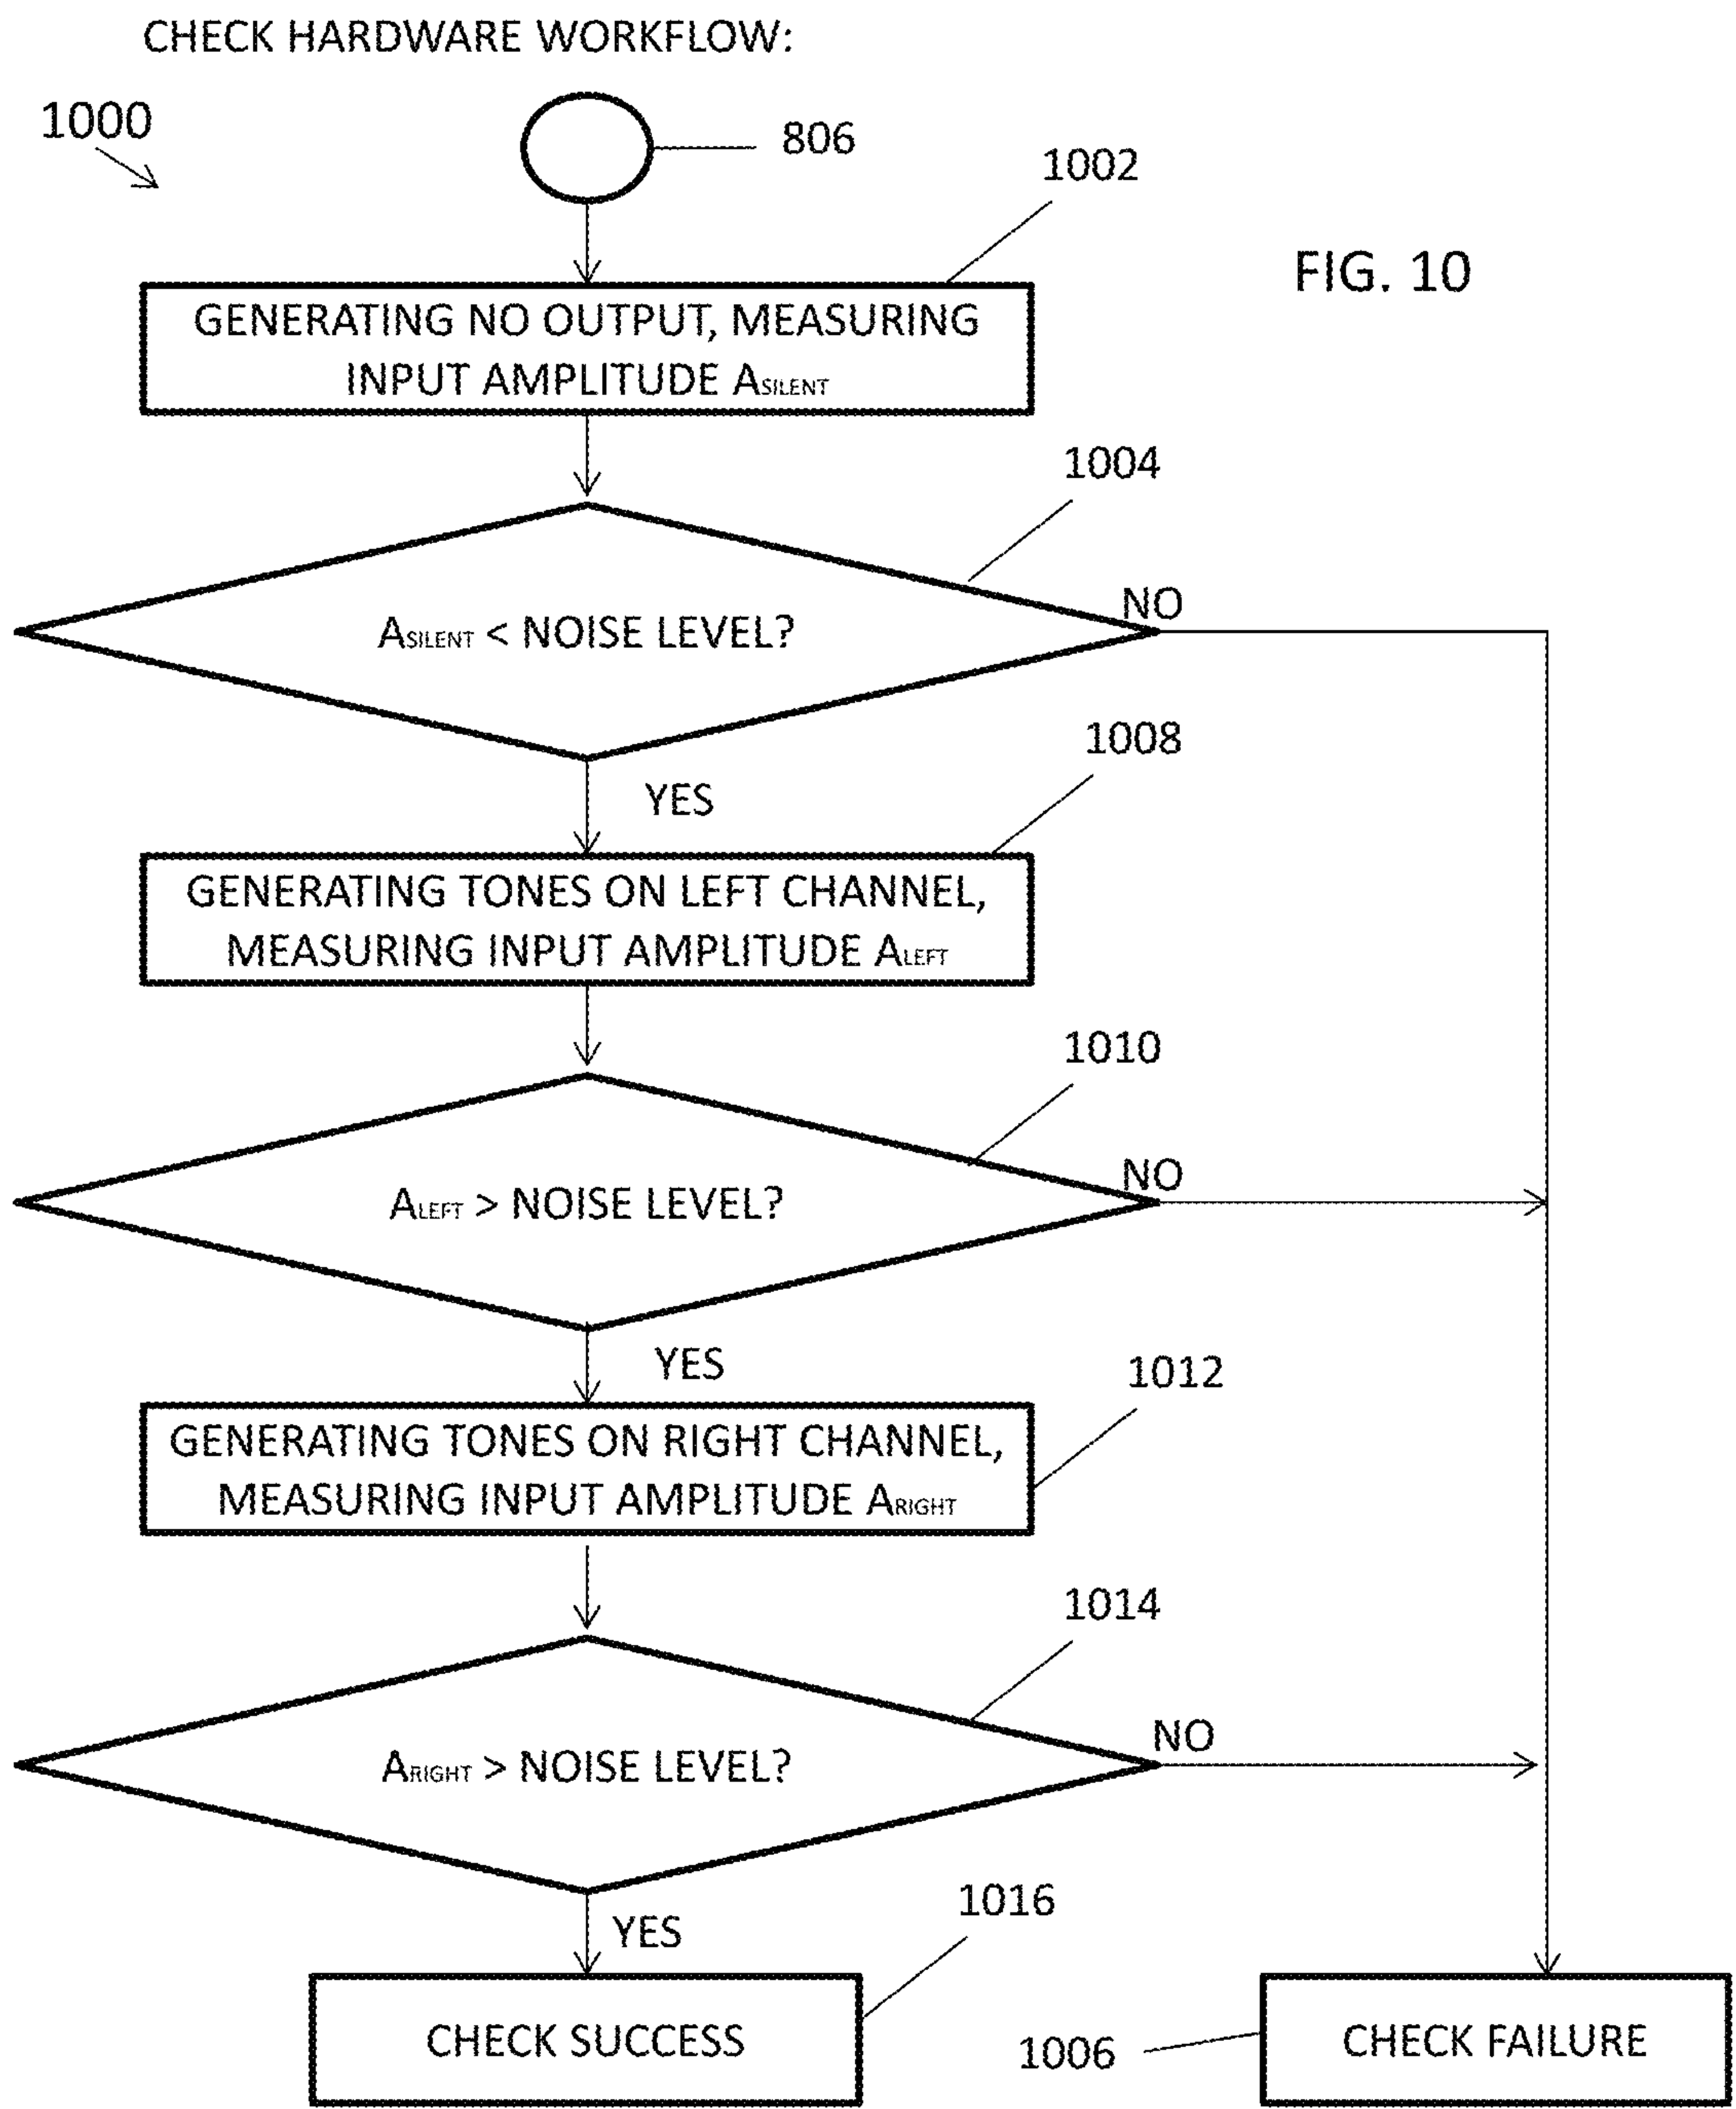 CHECK HARDWARE WORKFLOW:
1000
806
1002
FIG. 10
GENERATING NO OUTPUT, MEASURING
INPUT AMPLITUDE ASILENT
1004
NO
ASILENT < NOISE LEVEL?
1008
YES
GENERATING TONES ON LEFT CHANNEL,
MEASURING INPUT AMPLITUDE ALEFT
1010
NO
ALEFT > NOISE LEVEL?
YES
1012
GENERATING TONES ON RIGHT CHANNEL,
MEASURING INPUT AMPLITUDE ARIGHT
1014
NO
ARIGHT > NOISE LEVEL?
1016
YES
CHECK SUCCESS
1006
CHECK FAILURE